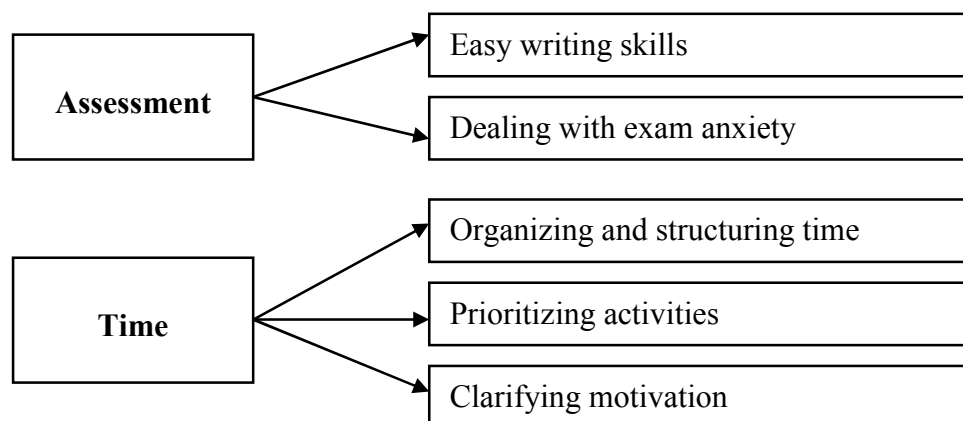 Assessment
Easy writing skills
Dealing with exam anxiety
Time
Organizing and structuring time
Prioritizing activities
Clarifying motivation